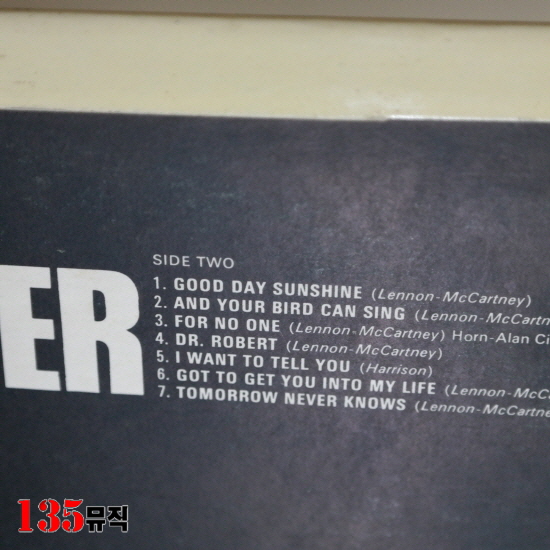 SIDE TWO
ER
1. GOOD DAY SUNSHINE (Lennon-McCartney)
2. AND YOUR BIRD CAN SING (Lennon-McCartn
3. FOR NO ONE (Lennon-McCartney) Horn-Alan Ci
4. DR. ROBERT (Lennon-McCartney)
5. I WANT TO TELL YOU (Harrison)
6. GOT TO GET YOU INTO MY LIFE (Lennon-McCa
7. TOMORROW NEVER KNOWS (Lennon-McCartne
135뮤직